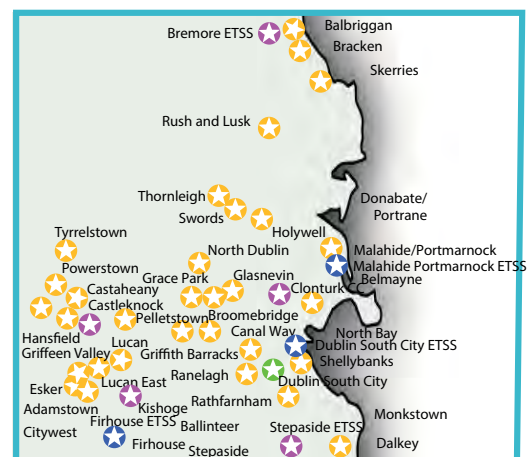 Balbriggan
Bremore ETSS
Bracken
Skerries
Rush and Lusk
Thornleigh
Donabate/
Portrane
Swords
Holywell
Tyrrelstown
North Dublin
Malahide/Portmarnock
Malahide Portmarnock ETSS
Powerstown
Grace Park
Glasnevin
Belmayne
Castaheany
Clonturk CC
Castleknock
Pelletstown
Broomebridge
Hansfield
Canal Way
North Bay
Lucan
Dublin South City ETSS
Griffeen Valley
Griffith Barracks
Shellybanks
Ranelagh
Dublin South City
Esker
Lucan East
Rathfarnham
Adamstown
Kishoge
Monkstown
Firhouse ETSS
Ballinteer
Stepaside ETSS
Citywest
Firhouse
Stepaside
Dalkey